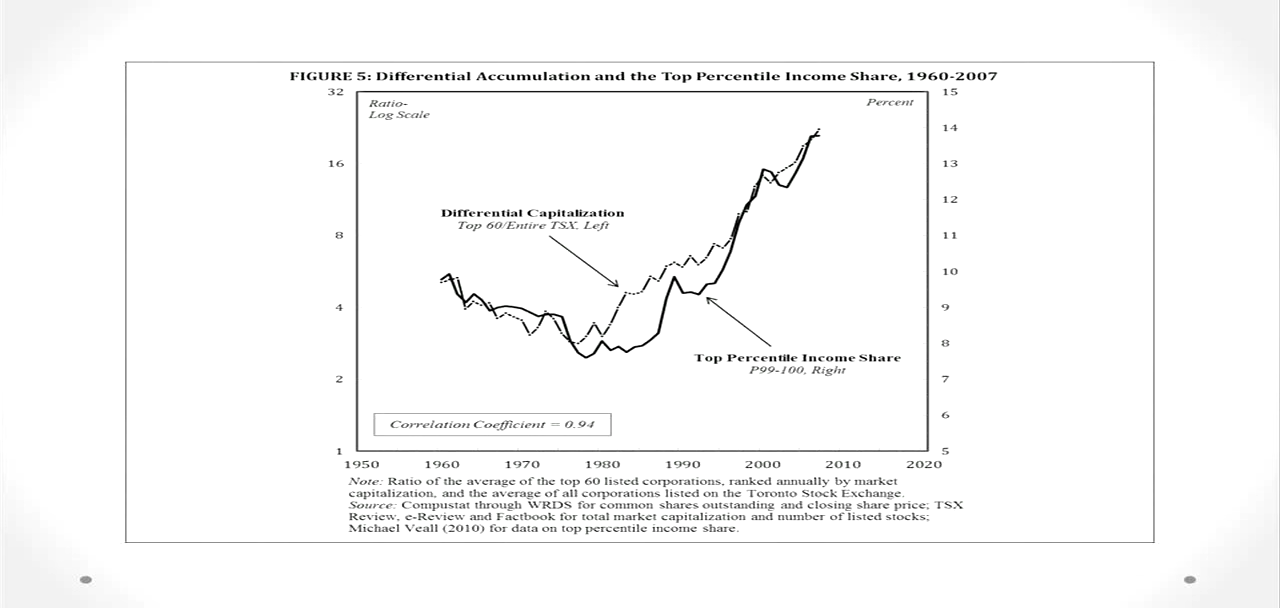 FIGURE 5: Differential Accumulation and the Top Percentile Income Share, 1960-2007
32
15
Ratio-
Log Scale
Percent
14
16
13
12
Differential Capitalization
Top 60/Entire TSX, Left
8
11
10
4
9
8
Top Percentile Income Share
P99-100, Right
2
7
6
Correlation Coefficient = 0.94
1
5
1950
1960
1970
1980
1990
2000
2010
2020
Note: Ratio of the average of the top 60 listed corporations, ranked annually by market
capitalization, and the average of all corporations listed on the Toronto Stock Exchange.
Source: Compustat through WRDS for common shares outstanding and closing share price; TSX
Review, e-Review and Factbook for total market capitalization and number of listed stocks;
Michael Veall (2010) for data on top percentile income share.